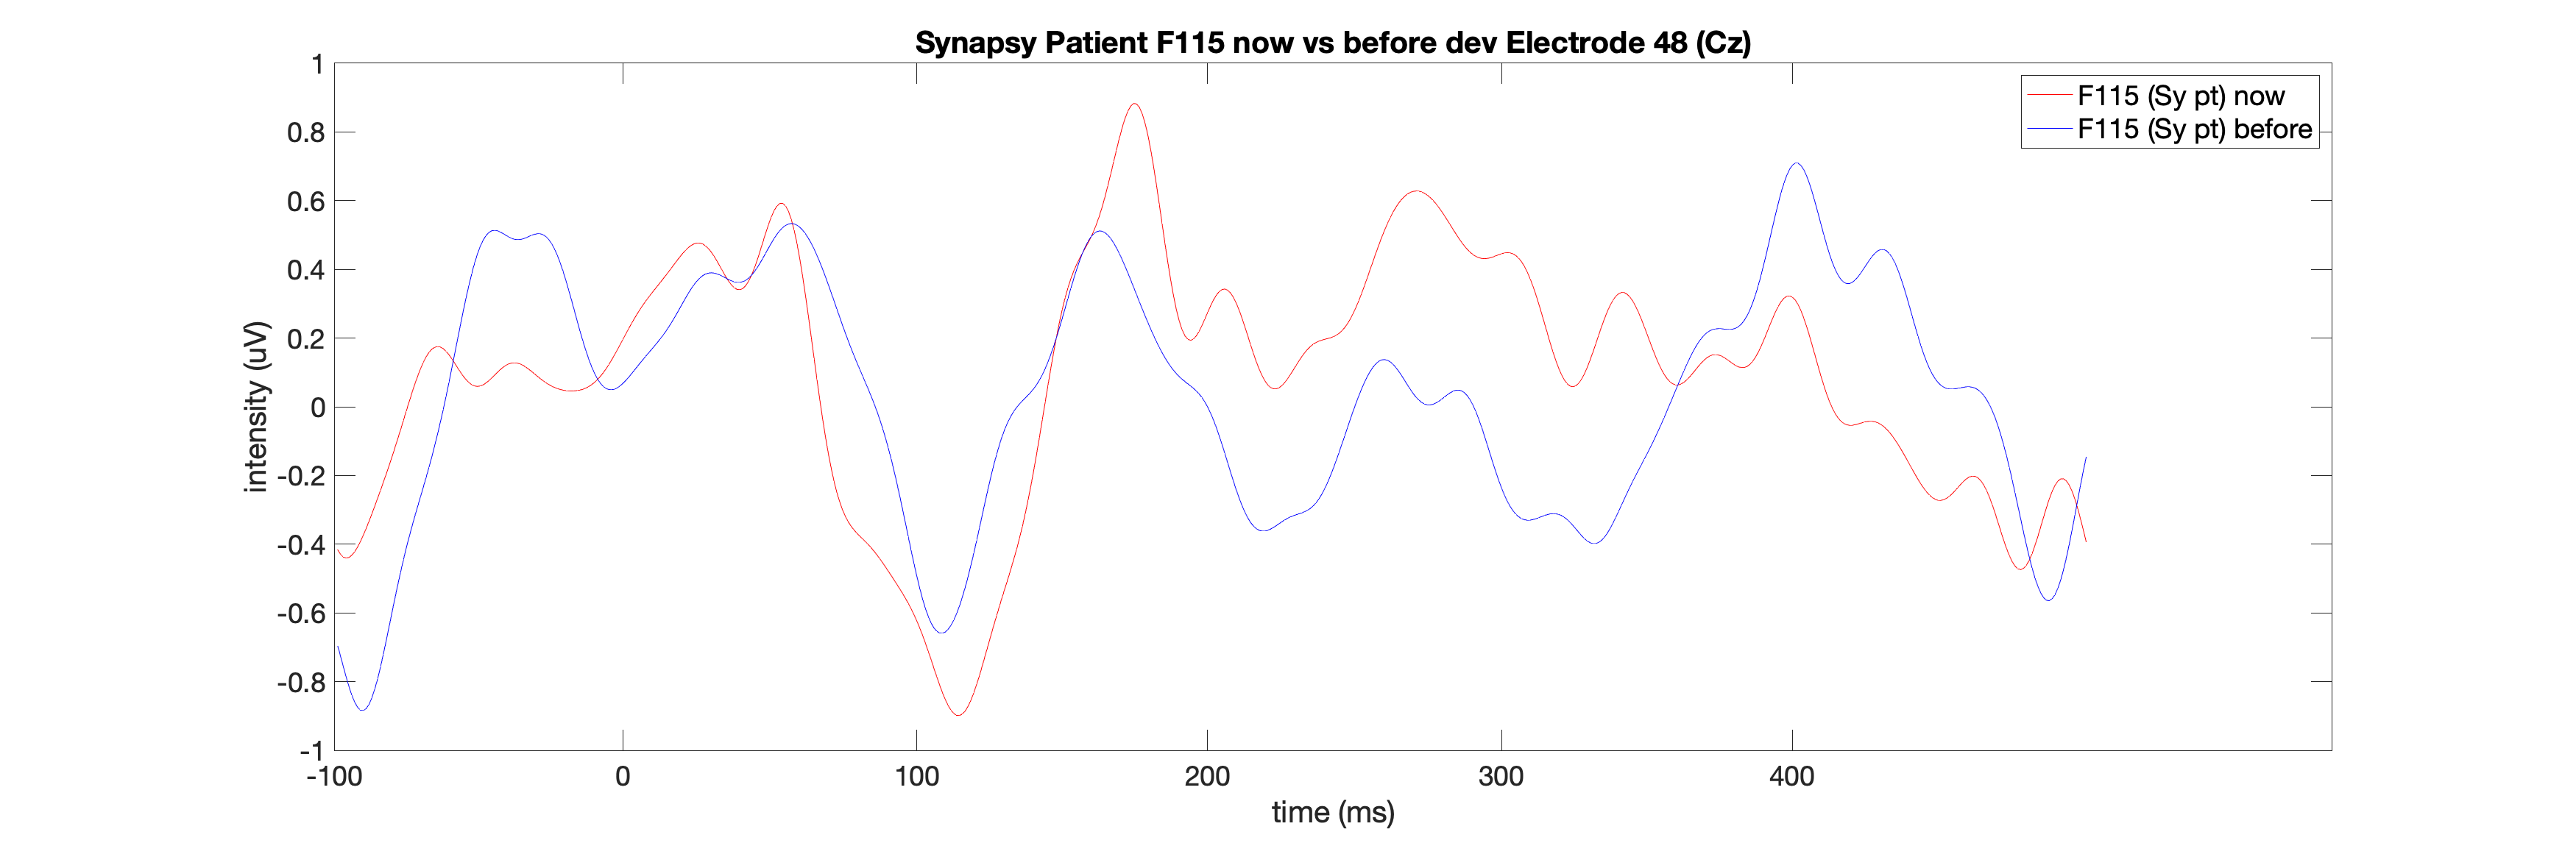 Synapsy Patient F115 now vs before dev Electrode 48 (Cz)
1
0.8
0.6
0.4
0.2
0
-0.2
-0.4
-0.6
-0.8
-1
intensity (uV)
F115 (Sy pt) now
F115 (Sy pt) before
-100 0 100 200 300 400
time (ms)